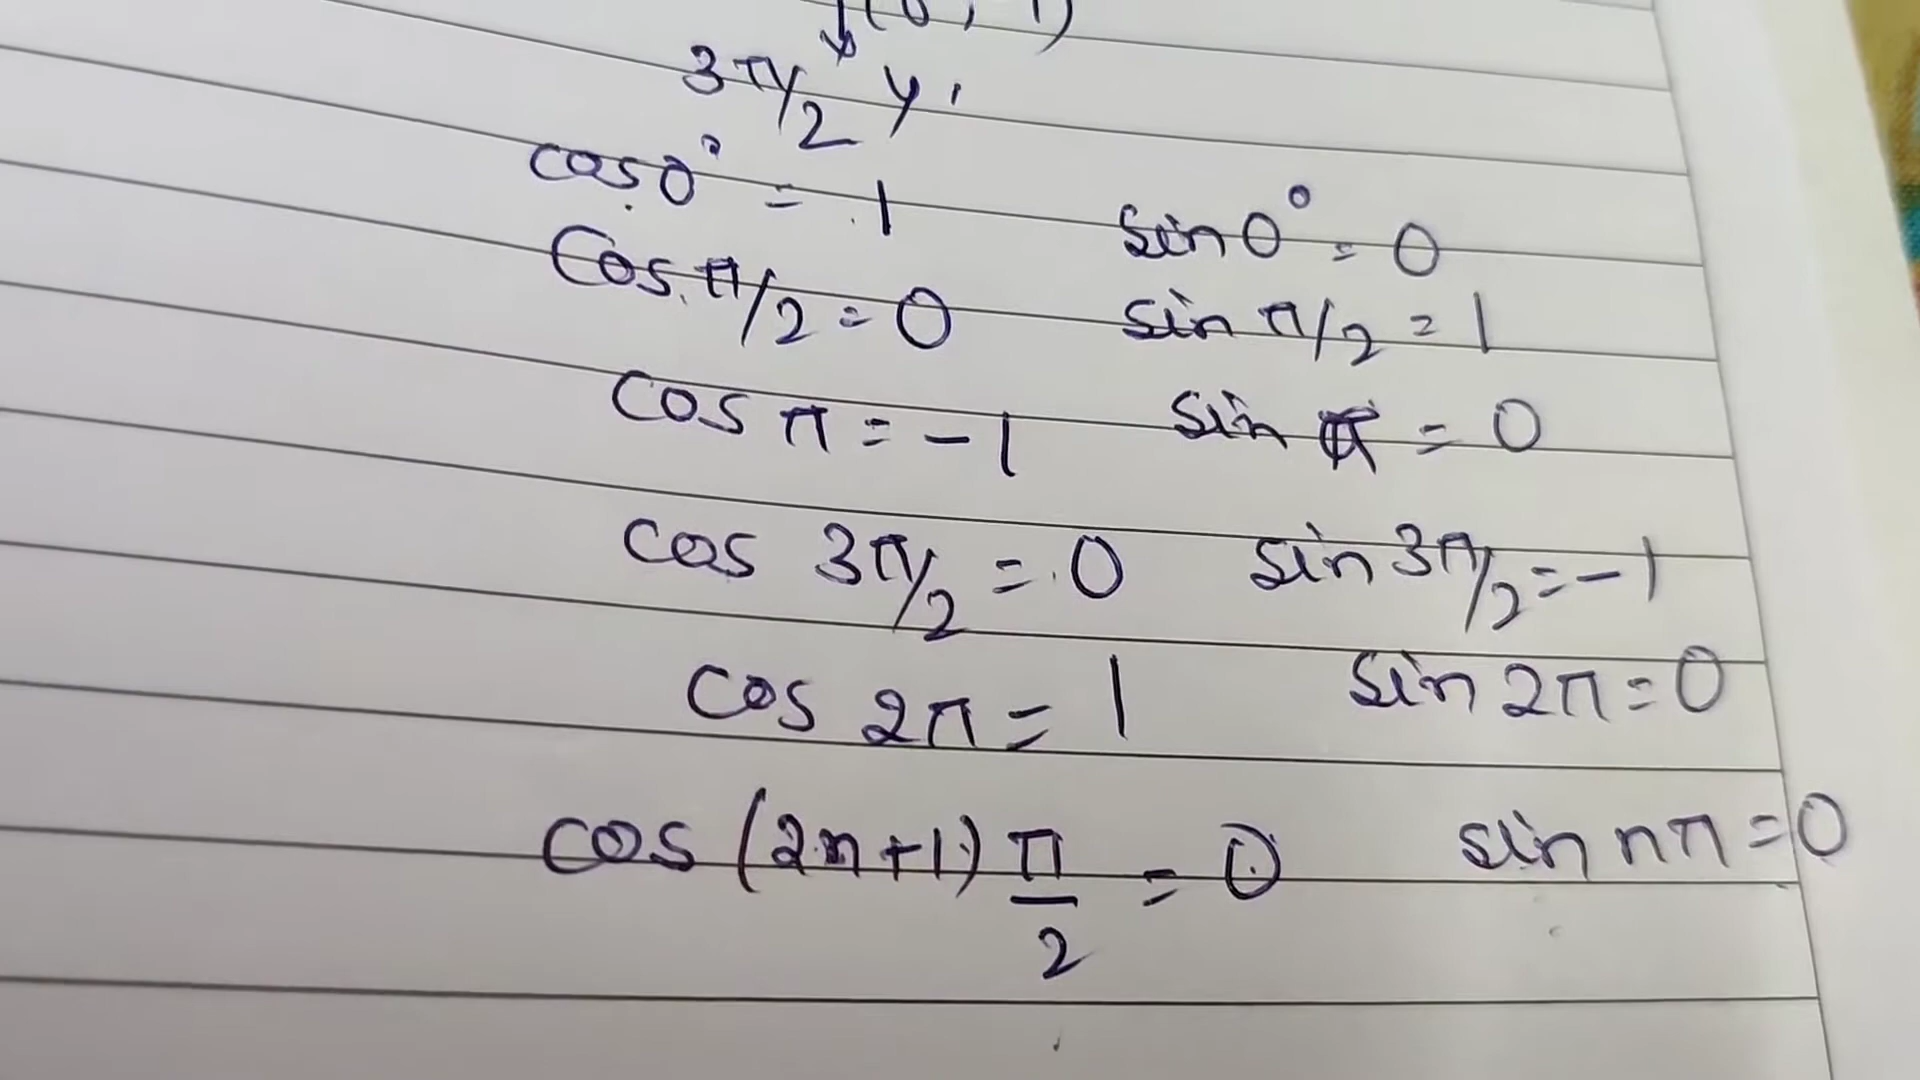 3π/2 y'
cos 0° = 1 sin 0° = 0
Cos π/2 = 0 sin π/2 = 1
cos π = -1 sin π = 0
cos 3π/2 = 0 sin 3π/2 = -1
cos 2π = 1 sin 2π = 0
cos (2n+1) π/2 = 0 sin nπ = 0